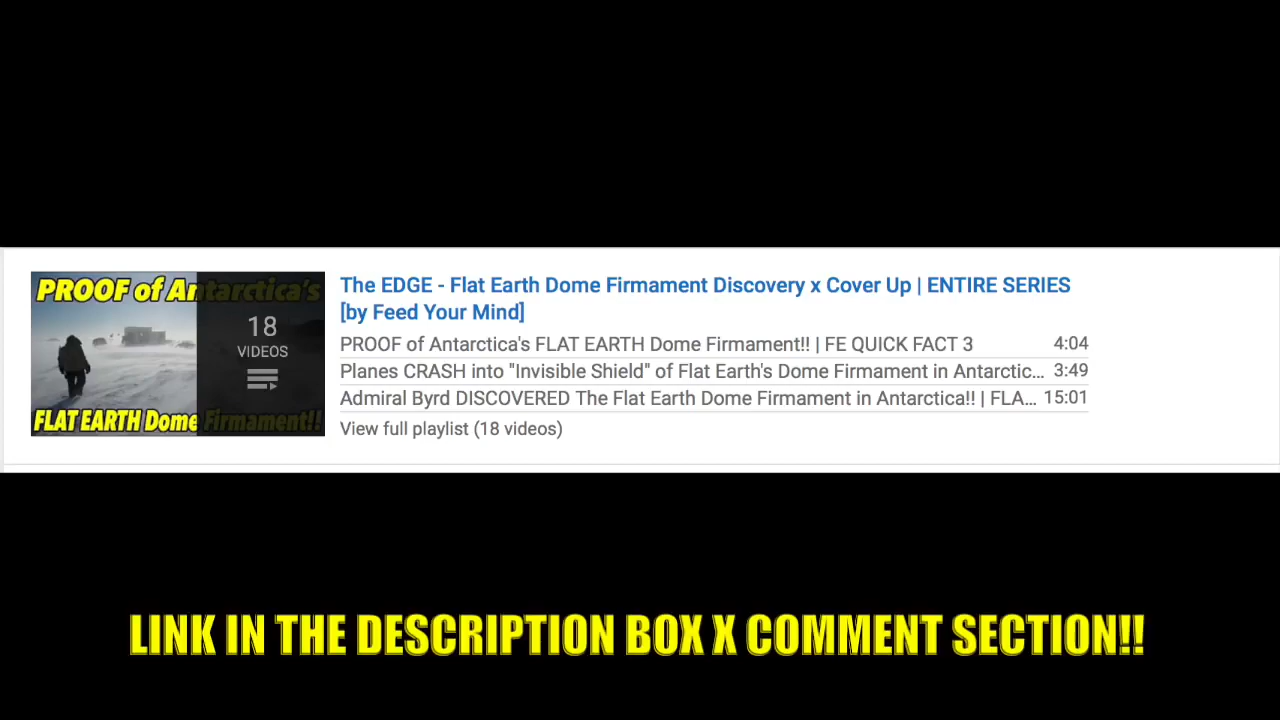 PROOF of Antarctica's
18
VIDEOS
FLAT EARTH Dome Firmament!!
The EDGE - Flat Earth Dome Firmament Discovery x Cover Up | ENTIRE SERIES
[by Feed Your Mind]
PROOF of Antarctica's FLAT EARTH Dome Firmament!! | FE QUICK FACT 3 4:04
Planes CRASH into "Invisible Shield" of Flat Earth's Dome Firmament in Antarctic... 3:49
Admiral Byrd DISCOVERED The Flat Earth Dome Firmament in Antarctica!! | FLA... 15:01
View full playlist (18 videos)
LINK IN THE DESCRIPTION BOX X COMMENT SECTION!!